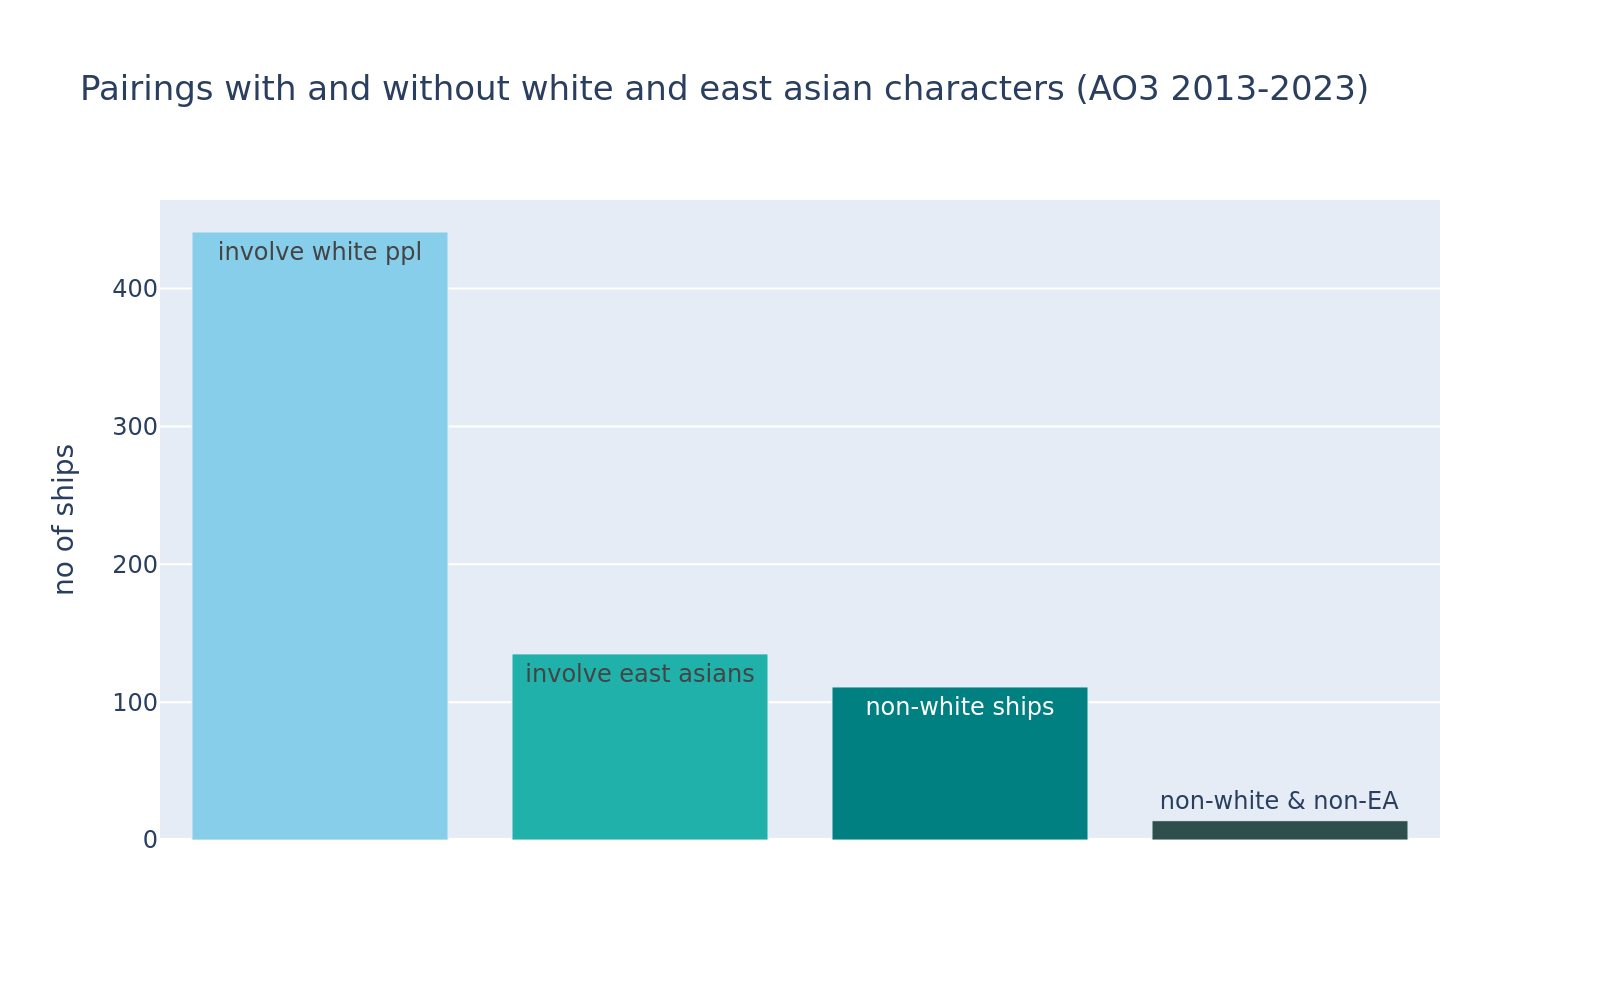 Pairings with and without white and east asian characters (AO3 2013-2023)
no of ships
400
300
200
100
0
involve white ppl
involve east asians
non-white ships
non-white & non-EA